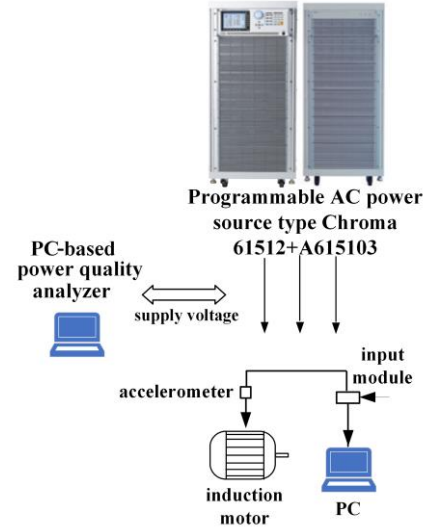 Programmable AC power
source type Chroma
61512+A615103
PC-based
power quality
analyzer
supply voltage
input
module
accelerometer
induction
motor
PC